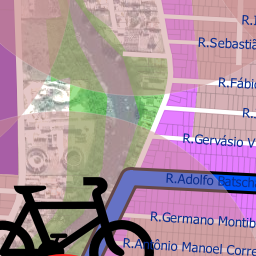 R.
R.Sebastiã
R.Fábi
R.
R.Gervásio V
R.Adolfo Batsch
R.Germano Montib
R.Antônio Manoel Corre